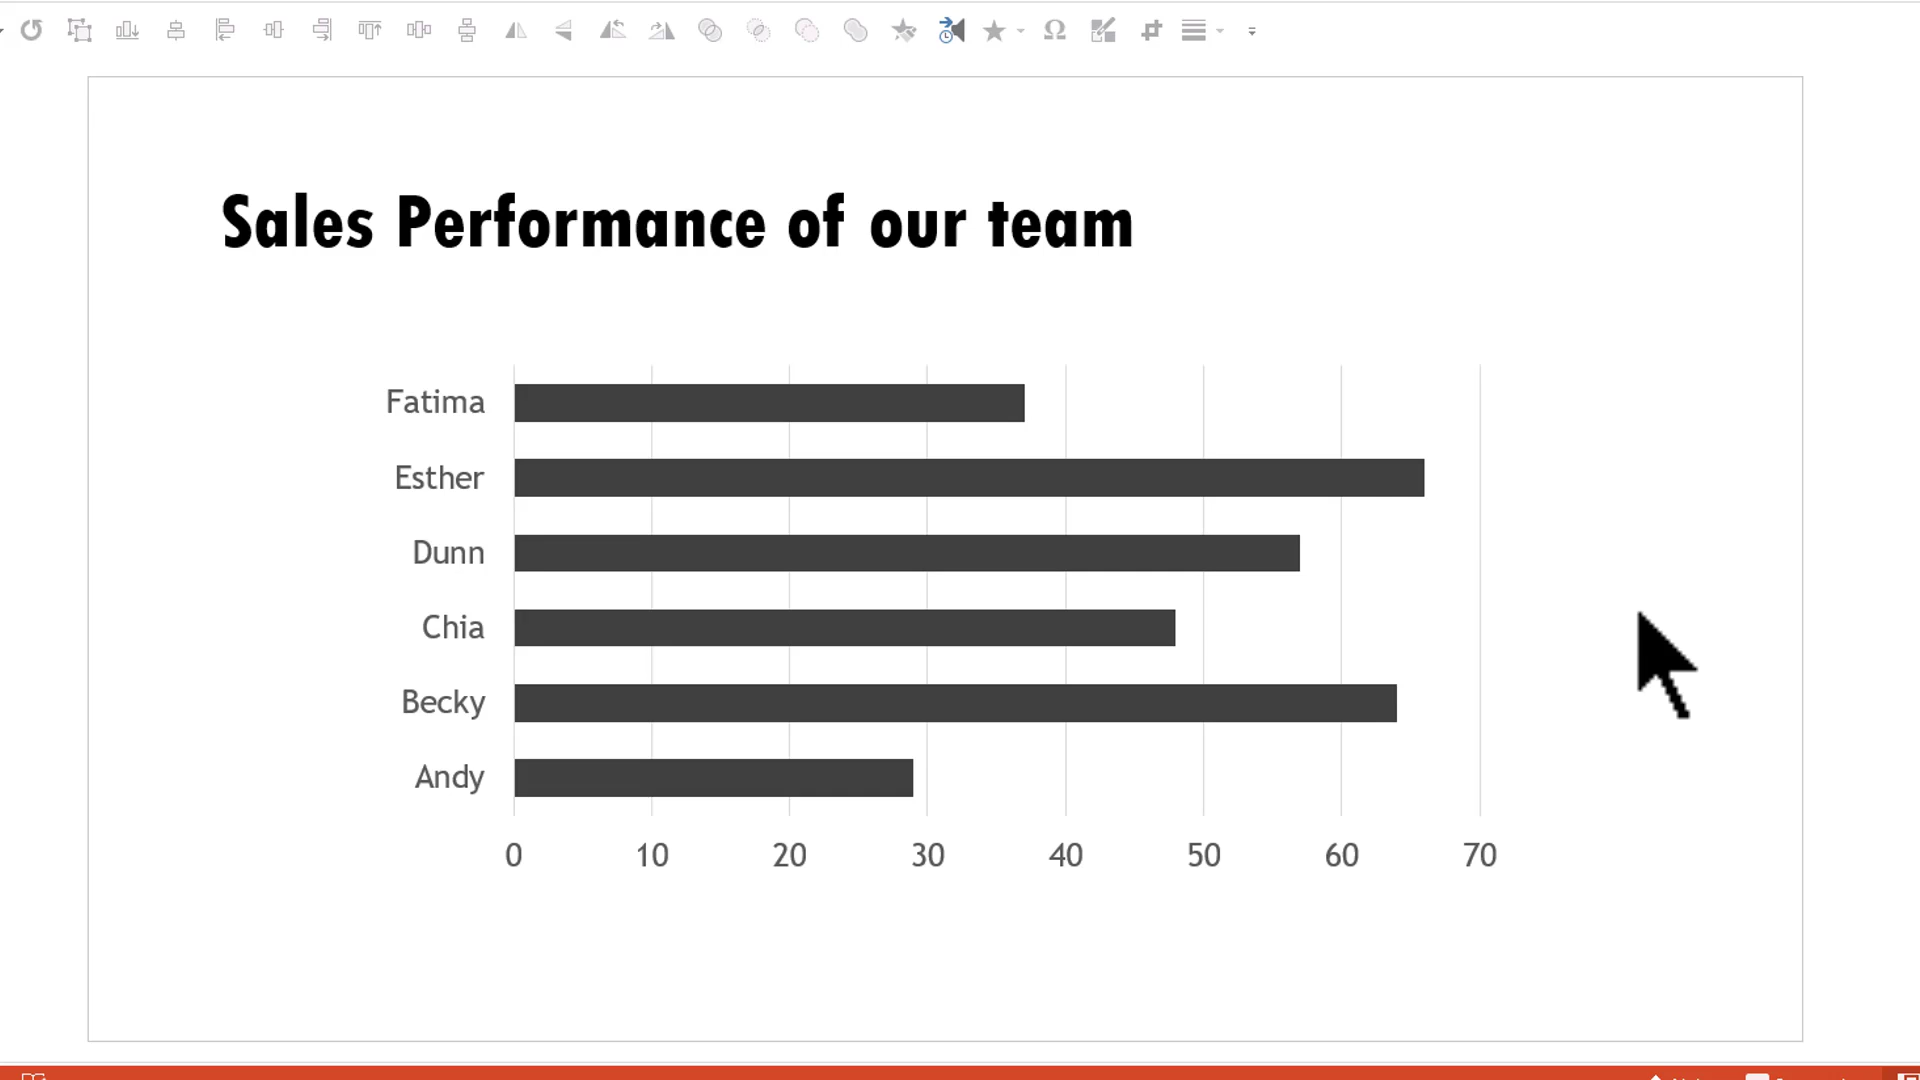 Sales Performance of our team
Fatima
Esther
Dunn
Chia
Becky
Andy
0 10 20 30 40 50 60 70